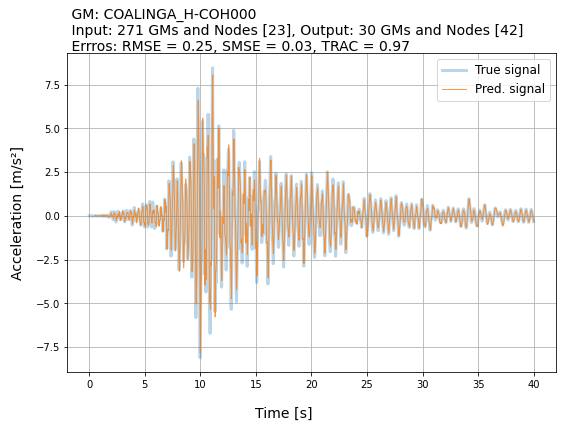 GM: COALINGA_H-COH000
Input: 271 GMs and Nodes [23], Output: 30 GMs and Nodes [42]
Errros: RMSE = 0.25, SMSE = 0.03, TRAC = 0.97
True signal
Pred. signal
Acceleration [m/s²]
7.5
5.0
2.5
0.0
−2.5
−5.0
−7.5
0 5 10 15 20 25 30 35 40
Time [s]